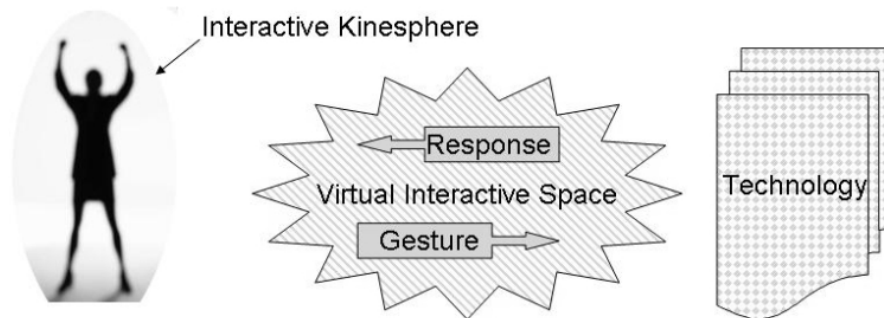 Interactive Kinesphere
Response
Virtual Interactive Space
Gesture
Technology